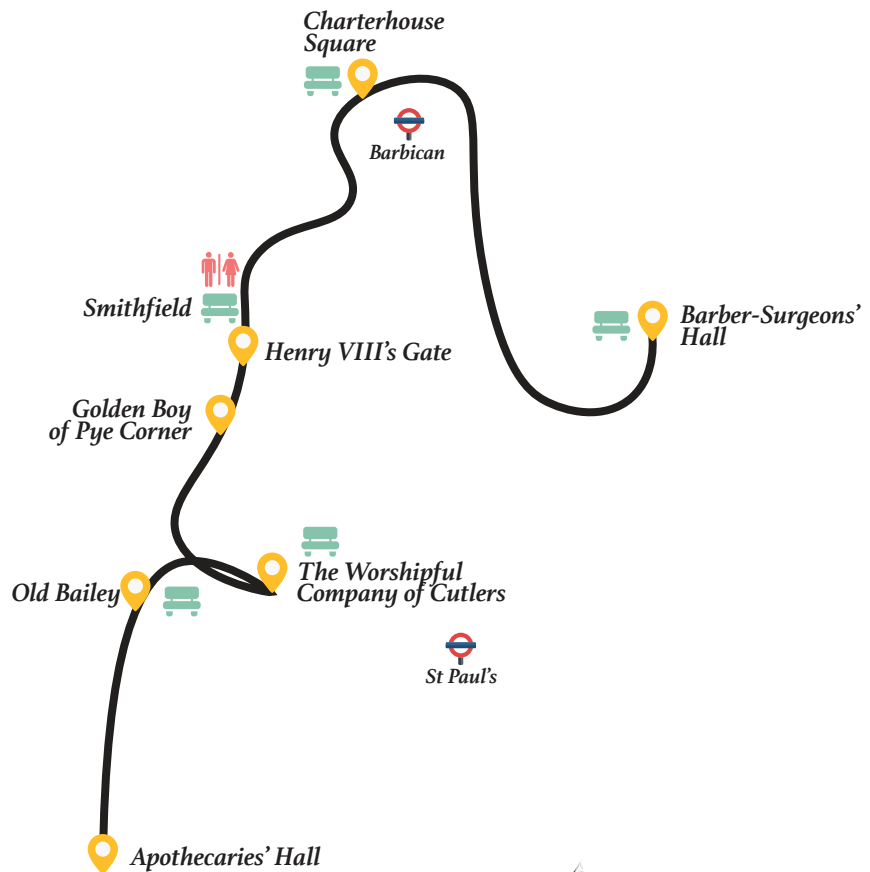 Charterhouse
Square
Barbican
Smithfield
Barber-Surgeons’
Hall
Henry VIII’s Gate
Golden Boy
of Pye Corner
The Worshipful
Company of Cutlers
Old Bailey
St Paul’s
Apothecaries’ Hall